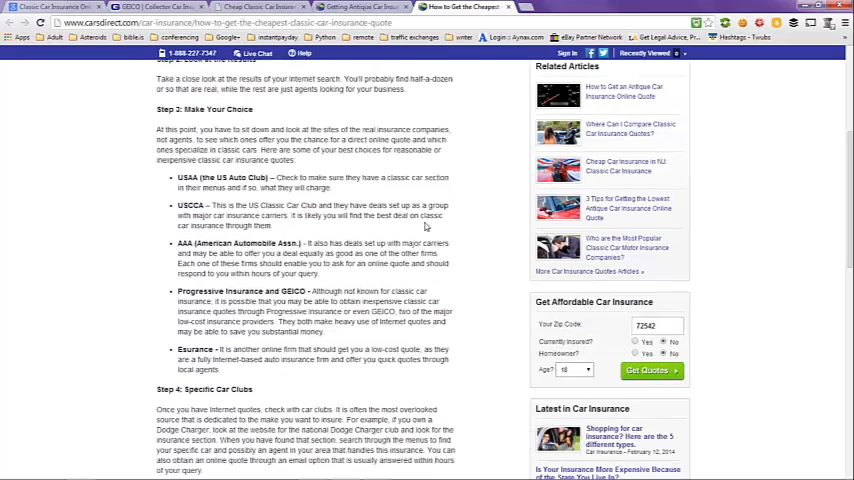 Classic Car Insurance Onl
GEICO | Collector Car Ins
Cheap Classic Car Insuran
Getting Antique Car Insur
How to Get the Cheapest
www.carsdirect.com/car-insurance/how-to-get-the-cheapest-classic-car-insurance-quote
Apps
Adult
Asteroids
bible.is
conferencing
Google
instantpayday
Python
road maps
traffic exchanges
writer
Login :: Aynax.com
eBay Partner Network
Get Legal Advice, Pr
Hashtags - Twubs
1-888-227-7347
Live Chat
Help
Sign In
Recently Viewed
0
Step 2: Look at the Results
Take a close look at the results of your Internet search. You'll probably find half-a-dozen
or so that are real, while the rest are just agents looking for your business.
Step 3: Make Your Choice
At this point, you have to sit down and look at the sites of the real insurance companies,
not agents, to see which ones offer you the chance for a direct online quote and which
ones specialize in classic cars. Here are some of your best choices for reasonable or
inexpensive classic car insurance quotes:
• USAA (the US Auto Club) – Check to make sure they have a classic car section
in their menus and if so, what they will charge.
• USCCA – This is the US Classic Car Club and they have deals set up as a group
with major car insurance carriers. It is likely you will find the best deal on classic
car insurance through them.
• AAA (American Automobile Assn.) - It also has deals set up with major carriers
and may be able to offer you a deal equally as good as one of the other firms.
Each one of these firms should enable you to ask for an online quote and should
respond to you within hours of your query.
• Progressive Insurance and GEICO - Although not known for classic car
insurance, it is possible that you may be able to obtain inexpensive classic car
insurance quotes through Progressive Insurance or even GEICO, two of the major
low-cost insurance providers. They both make heavy use of Internet quotes and
may be able to save you substantial money.
• Esurance - It is another online firm that should get you a low-cost quote, as they
are a fully Internet-based auto insurance firm and offer you quick quotes through
local agents.
Step 4: Specific Car Clubs
Once you have Internet quotes, check with car clubs. It is often the most overlooked
source that is dedicated to the make you want to insure. For example, if you own a
Dodge Charger, look at the website for the national Dodge Charger club and look for the
insurance section. When you have found that section, search through the menus to find
your specific car and possibly an agent in your area that handles this insurance. You can
also obtain an online quote through an email option that is usually answered within hours
of your query.
Related Articles
How to Get an Antique Car
Insurance Online Quote
Where Can I Compare Classic
Car Insurance Quotes?
Cheap Car Insurance in NJ:
Classic Cars
3 Tips for Getting the Lowest
Antique Car Insurance Online
Quote
Who are the Most Popular
Classic Car Motor Insurance
Companies?
More Car Insurance Quotes Articles »
Get Affordable Car Insurance
Your Zip Code:
72542
Currently Insured?
Yes
No
Homeowner?
Yes
No
Age?
18
Get Quotes
Latest in Car Insurance
Shopping for car
insurance? Here are the 5
different types.
Car Insurance - February 12, 2014
Is Your Insurance More Expensive Because
of the State You Live In?